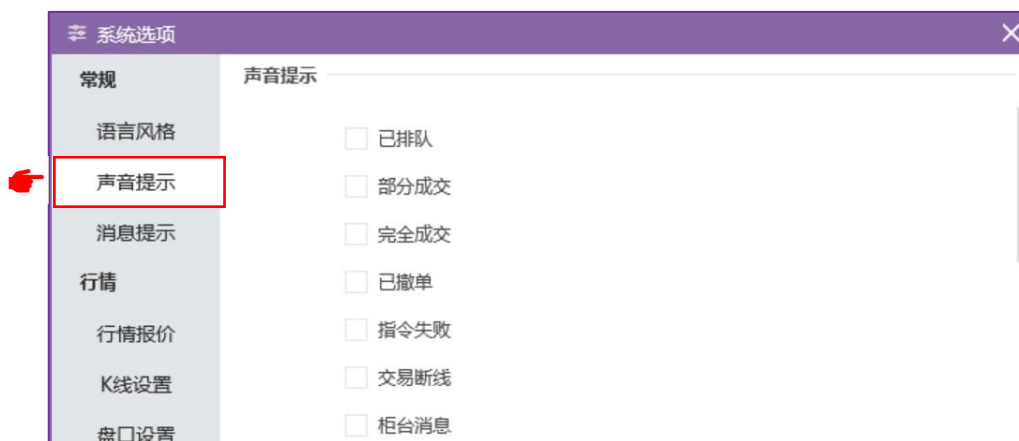 系统选项
常规
语言风格
声音提示
消息提示
行情
行情报价
K线设置
盘口设置
声音提示
已排队
部分成交
完全成交
已撤单
指令失败
交易断线
柜台消息